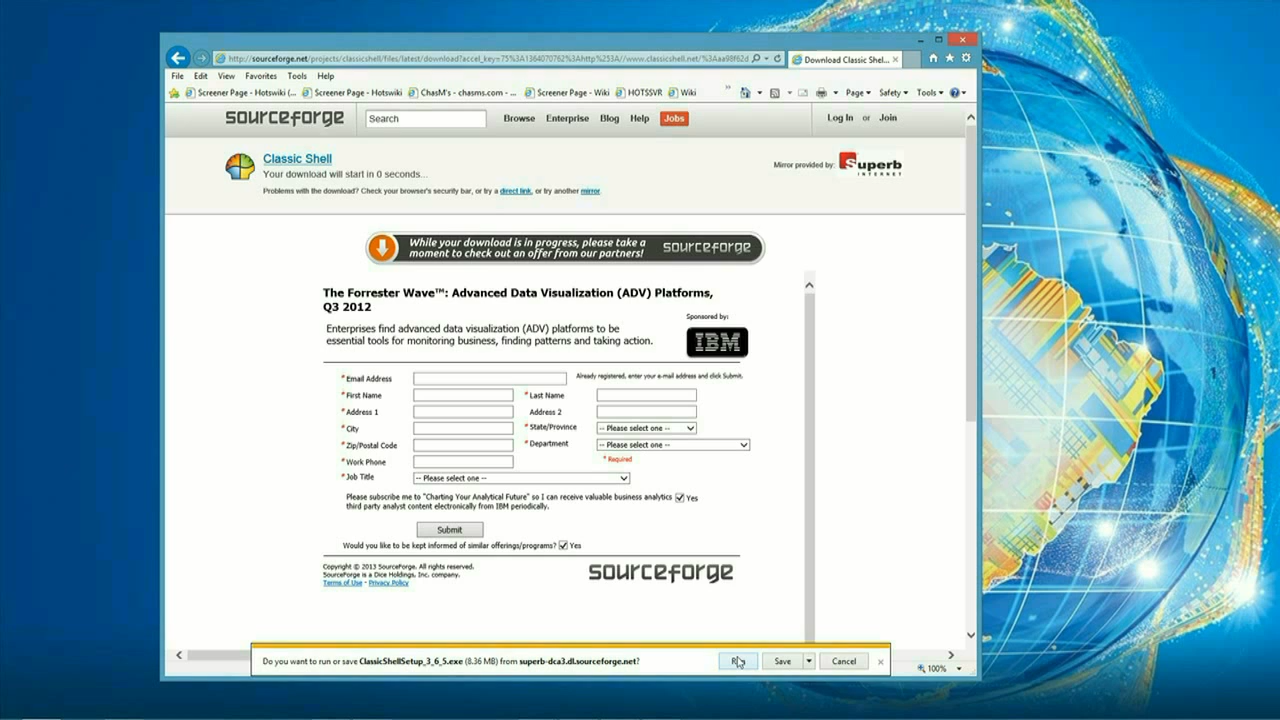 http://sourceforge.net/projects/classicshell/files/latest/download?accel_key=75%3A1364070762%3Ahttp%253A//www.classicshell.net/%3Aaa98f62d
Download Classic Shel...
File Edit View Favorites Tools Help
Screener Page - Hotswiki (... Screener Page - Hotswiki ChasM's - chasms.com - ... Screener Page - Wiki HOTSSVR Wiki Page Safety Tools
sourceforge Search Browse Enterprise Blog Help Jobs Log In or Join
Classic Shell
Your download will start in 0 seconds...
Problems with the download? Check your browser's security bar, or try a direct link, or try another mirror.
Mirror provided by: Superb
INTERNET
While your download is in progress, please take a
moment to check out an offer from our partners!
sourceforge
The Forrester Wave™: Advanced Data Visualization (ADV) Platforms,
Q3 2012
Sponsored by:
IBM
Enterprises find advanced data visualization (ADV) platforms to be
essential tools for monitoring business, finding patterns and taking action.
*Email Address Already registered, enter your e-mail address and click Submit.
*First Name *Last Name
*Address 1 Address 2
*City *State/Province -- Please select one --
*Zip/Postal Code *Department -- Please select one --
*Work Phone * Required
*Job Title -- Please select one --
Please subscribe me to "Charting Your Analytical Future" so I can receive valuable business analytics Yes
third party analyst content electronically from IBM periodically.
Submit
Would you like to be kept informed of similar offerings/programs? Yes
Copyright © 2013 SourceForge. All rights reserved.
SourceForge is a Dice Holdings, Inc. company.
Terms of Use - Privacy Policy
sourceforge
Do you want to run or save ClassicShellSetup_3_6_5.exe (8.36 MB) from superb-dca3.dl.sourceforge.net? Run Save Cancel
100%